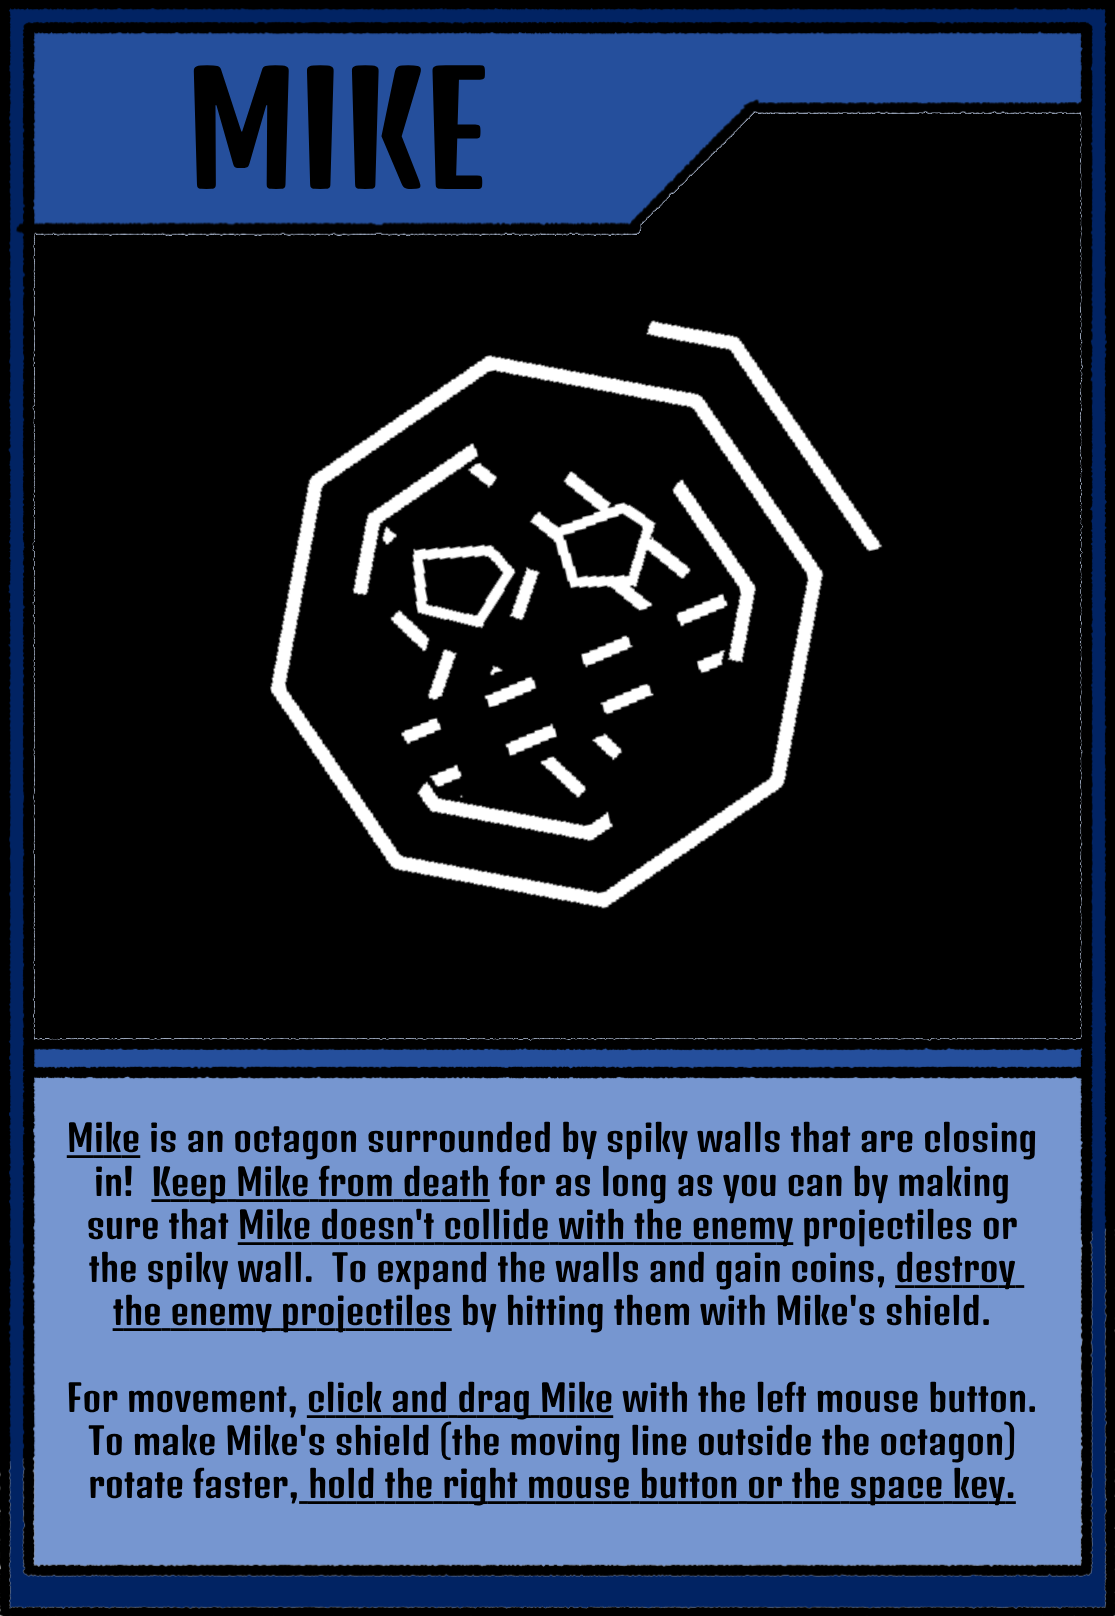 MIKE
Mike is an octagon surrounded by spiky walls that are closing
in!  Keep Mike from death for as long as you can by making
sure that Mike doesn't collide with the enemy projectiles or
the spiky wall.  To expand the walls and gain coins, destroy
the enemy projectiles by hitting them with Mike's shield.
For movement, click and drag Mike with the left mouse button.
To make Mike's shield (the moving line outside the octagon)
rotate faster, hold the right mouse button or the space key.